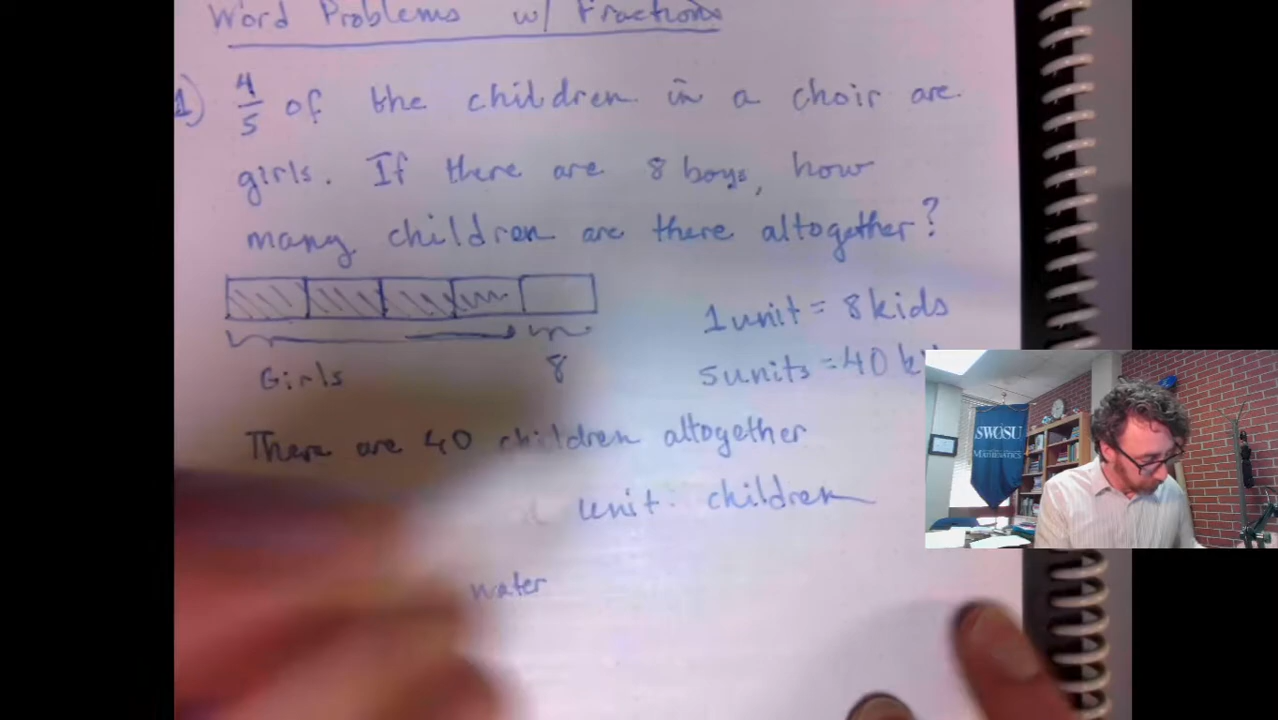 Word Problems w/ Fractions
1) 4/5 of the children in a choir are
girls. If there are 8 boys, how
many children are there altogether?
1 unit = 8 kids
5 units = 40
Girls
8
There are 40 children altogether
unit: children
water
SWOSU
MATHEMATICS